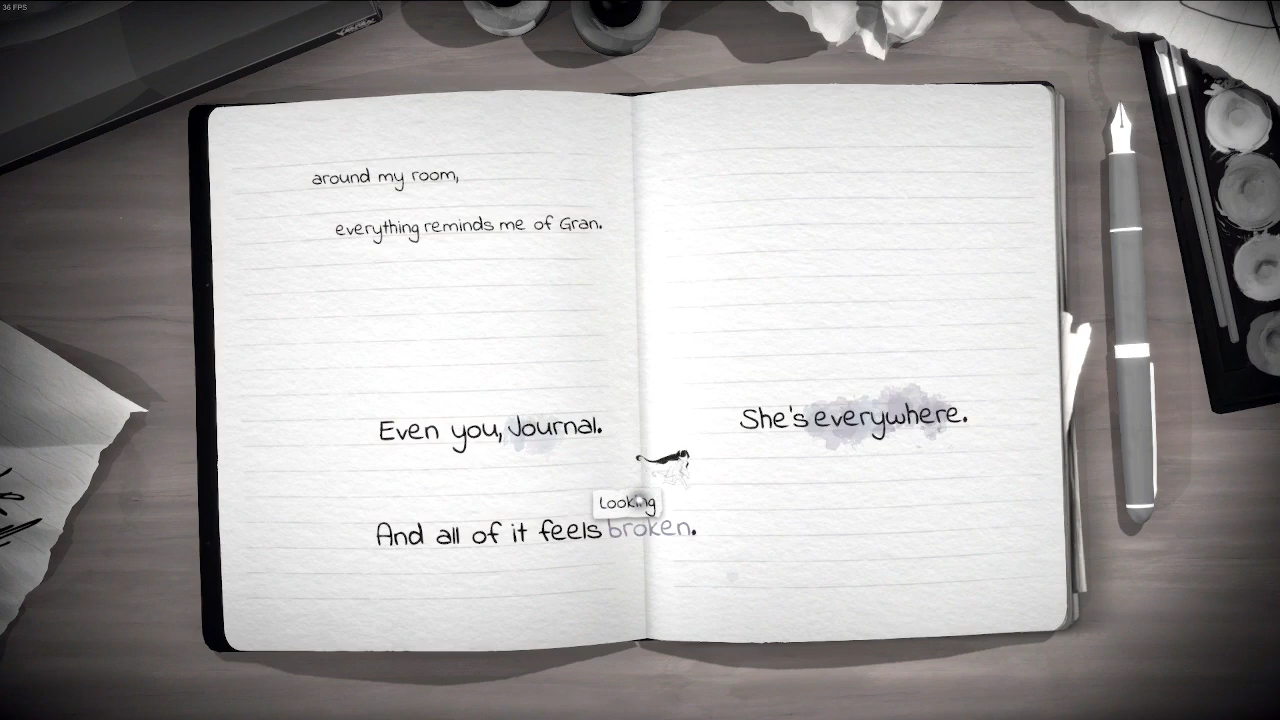 36 FPS
around my room,
everything reminds me of Gran.
Even you, Journal.
She's everywhere.
Looking
And all of it feels broken.